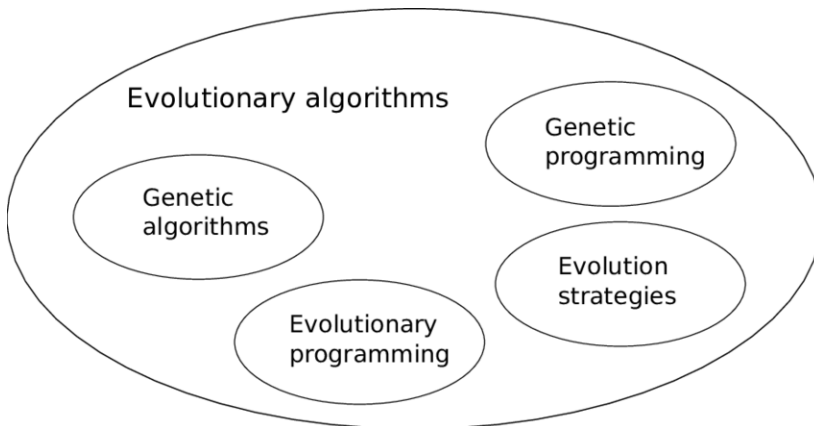 Evolutionary algorithms
Genetic
programming
Genetic
algorithms
Evolution
strategies
Evolutionary
programming